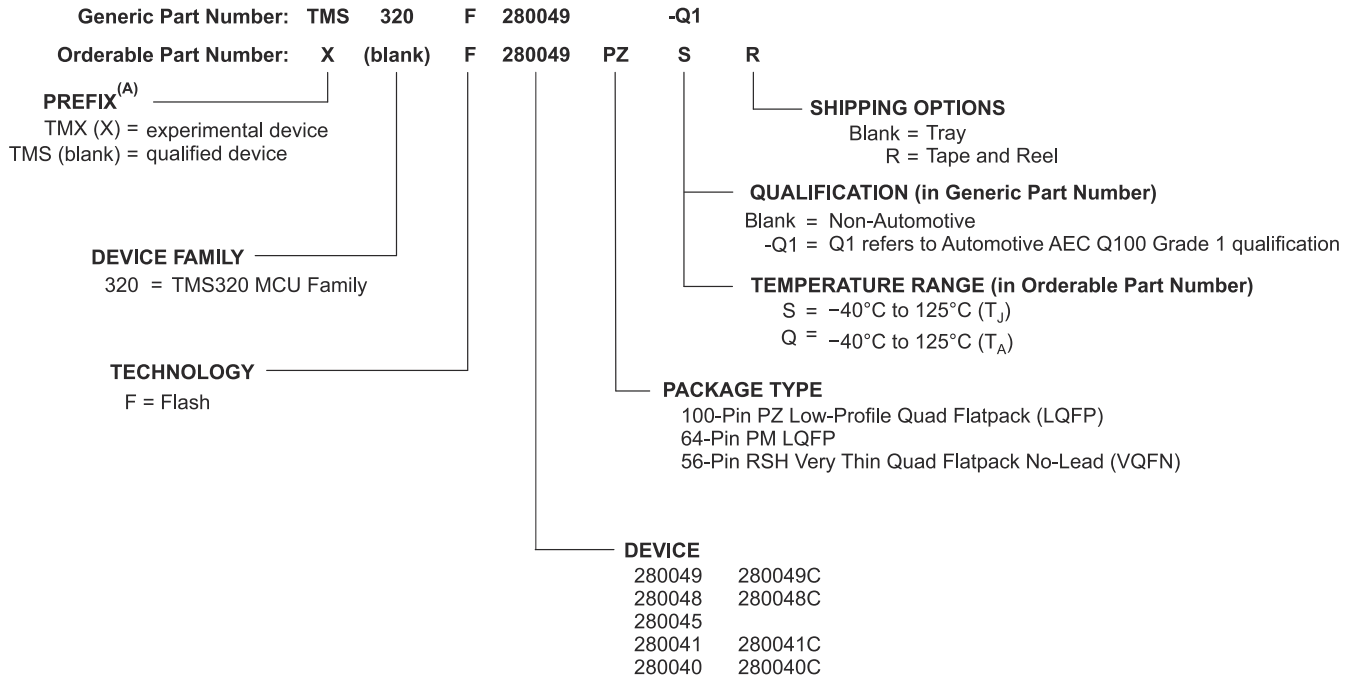 Generic Part Number: TMS 320 F 280049 -Q1
Orderable Part Number: X (blank) F 280049 PZ S R
PREFIX(A)
TMX (X) = experimental device
TMS (blank) = qualified device
DEVICE FAMILY
320 = TMS320 MCU Family
TECHNOLOGY
F = Flash
SHIPPING OPTIONS
Blank = Tray
R = Tape and Reel
QUALIFICATION (in Generic Part Number)
Blank = Non-Automotive
-Q1 = Q1 refers to Automotive AEC Q100 Grade 1 qualification
TEMPERATURE RANGE (in Orderable Part Number)
S = −40°C to 125°C (TJ)
Q = −40°C to 125°C (TA)
PACKAGE TYPE
100-Pin PZ Low-Profile Quad Flatpack (LQFP)
64-Pin PM LQFP
56-Pin RSH Very Thin Quad Flatpack No-Lead (VQFN)
DEVICE
280049 280049C
280048 280048C
280045
280041 280041C
280040 280040C